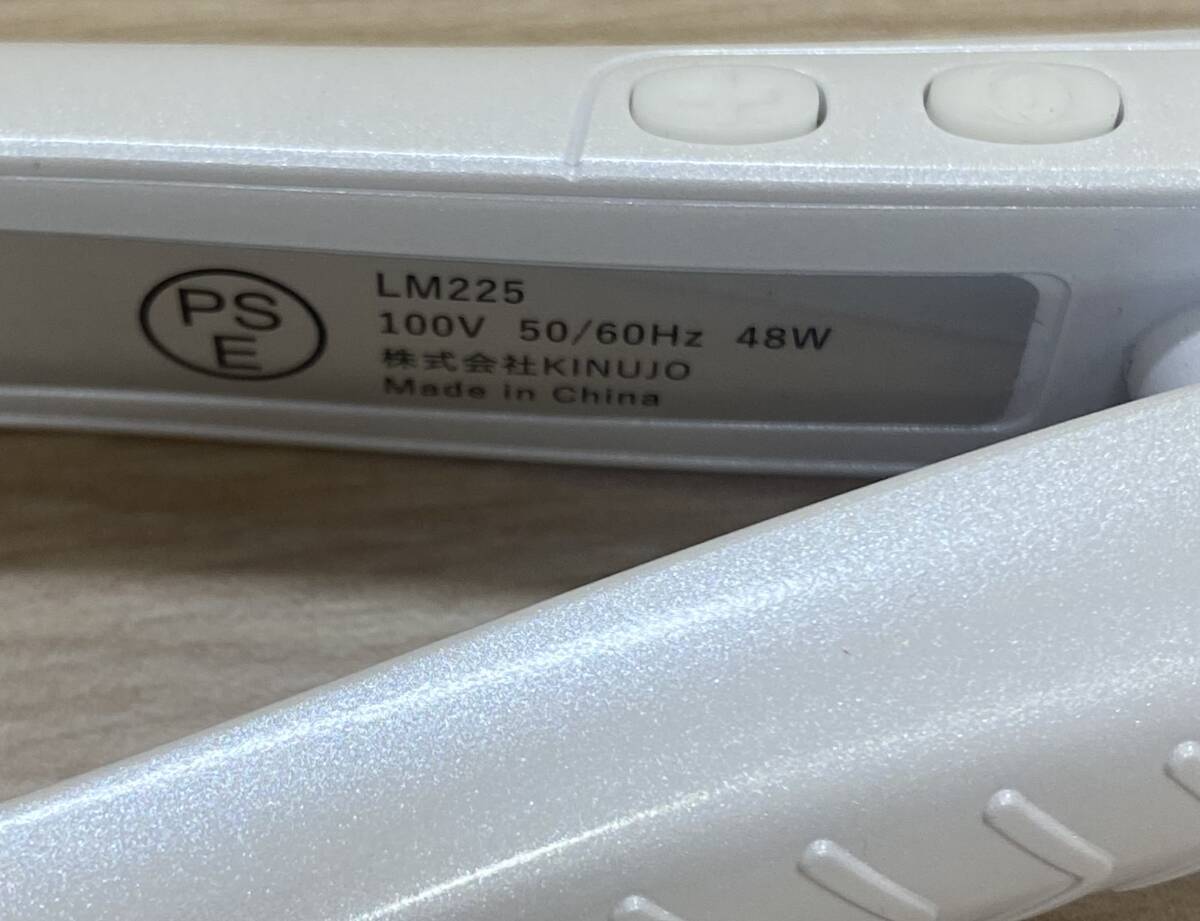 PS
E
LM225
100V 50/60Hz 48W
株式会社KINUJO
Made in China